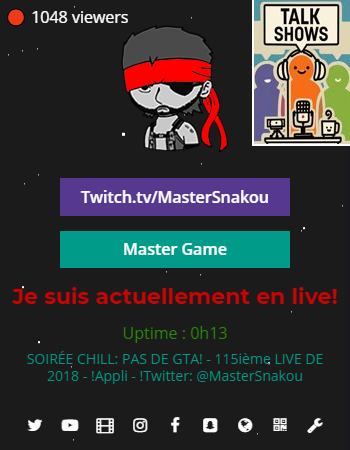 1048 viewers
TALK
SHOWS
Twitch.tv/MasterSnakou
Master Game
Je suis actuellement en live!
Uptime : 0h13
SOIRÉE CHILL: PAS DE GTA! - 115ième LIVE DE
2018 - !Appli - !Twitter: @MasterSnakou